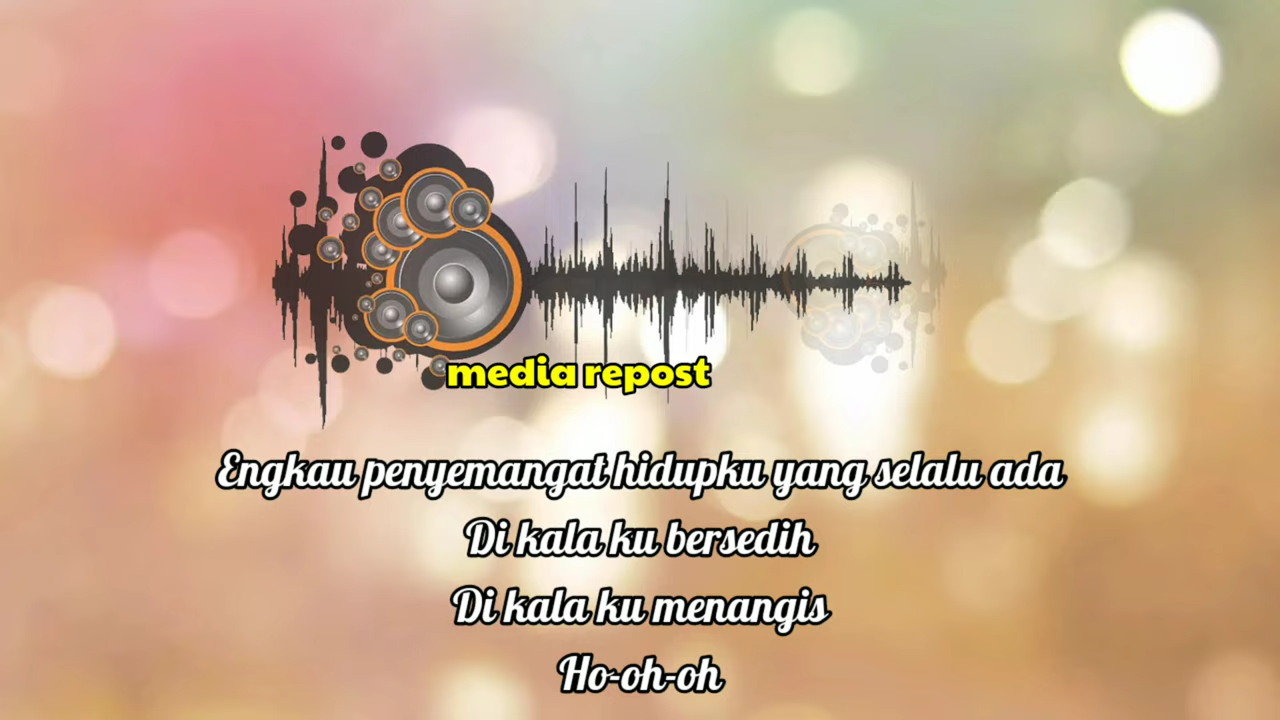 media repost
Engkau penyemangat hidupku yang selalu ada
Di kala ku bersedih
Di kala ku menangis
Ho-oh-oh